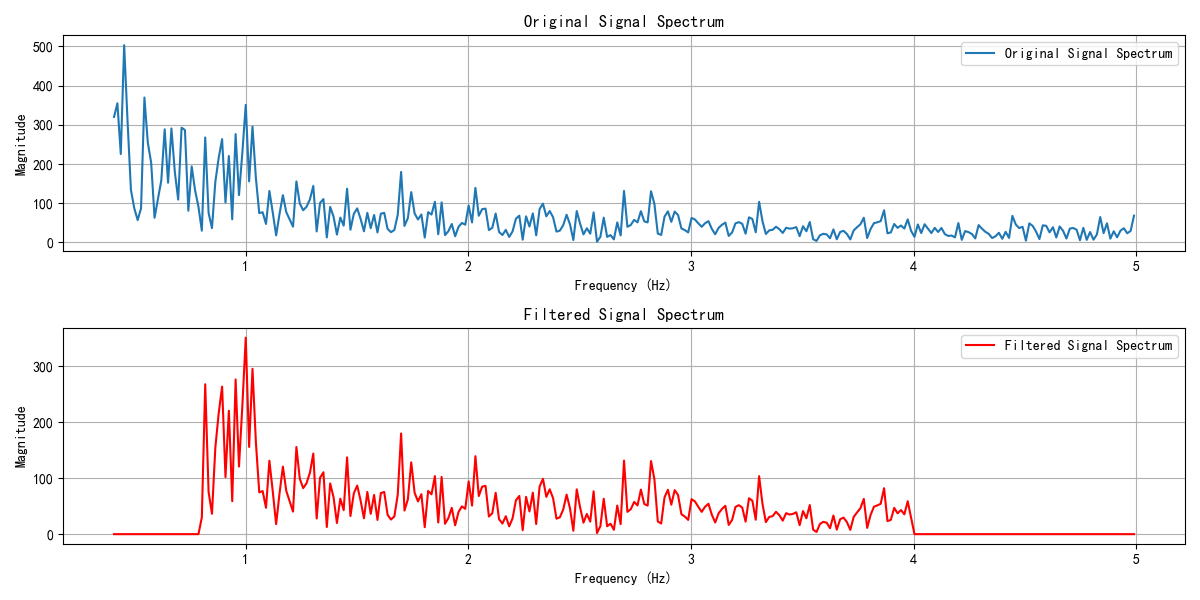 Original Signal Spectrum
500
400
300
200
100
0
Magnitude
Original Signal Spectrum
1
2
3
4
5
Frequency (Hz)
Filtered Signal Spectrum
300
200
100
0
Magnitude
Filtered Signal Spectrum
1
2
3
4
5
Frequency (Hz)